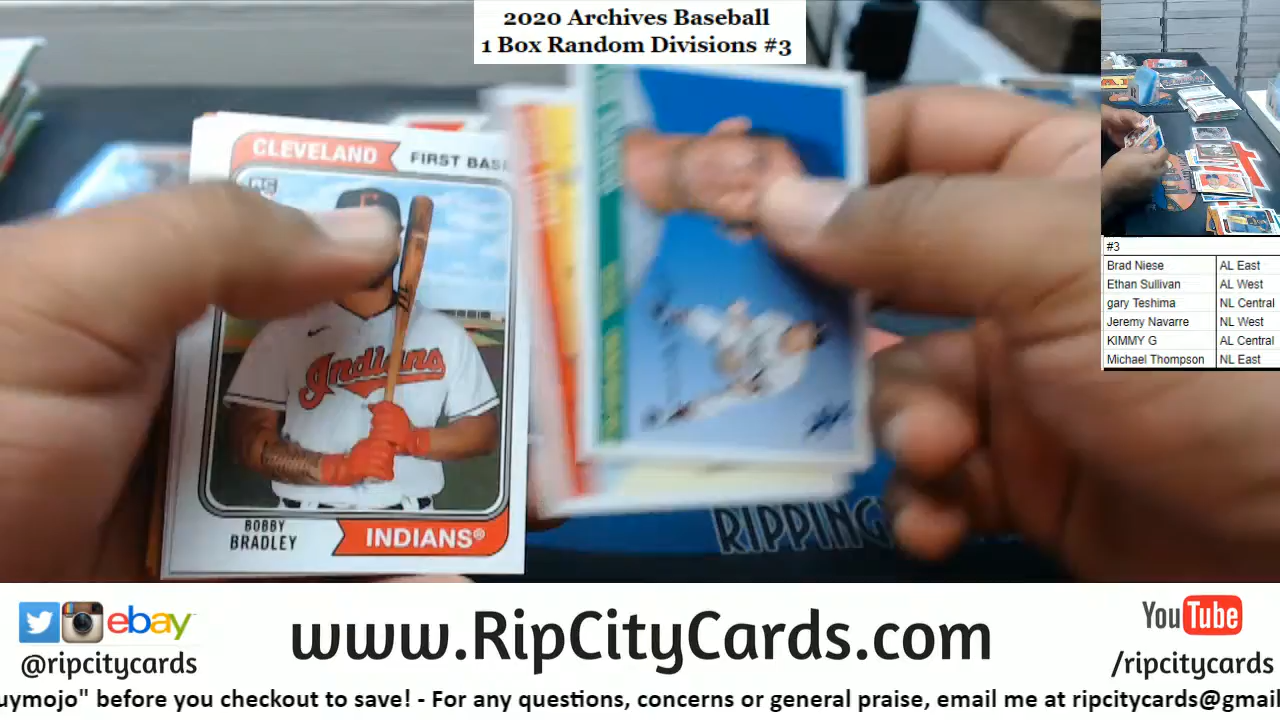 2020 Archives Baseball
1 Box Random Divisions #3
CLEVELAND
FIRST BAS
RC
Indians
BOBBY
BRADLEY
INDIANS®
RIPPING
#3
Brad Niese AL East
Ethan Sullivan AL West
gary Teshima NL Central
Jeremy Navarre NL West
KIMMY G AL Central
Michael Thompson NL East
ebay
@ripcitycards
www.RipCityCards.com
YouTube
/ripcitycards
uymojo" before you checkout to save! - For any questions, concerns or general praise, email me at ripcitycards@gmail